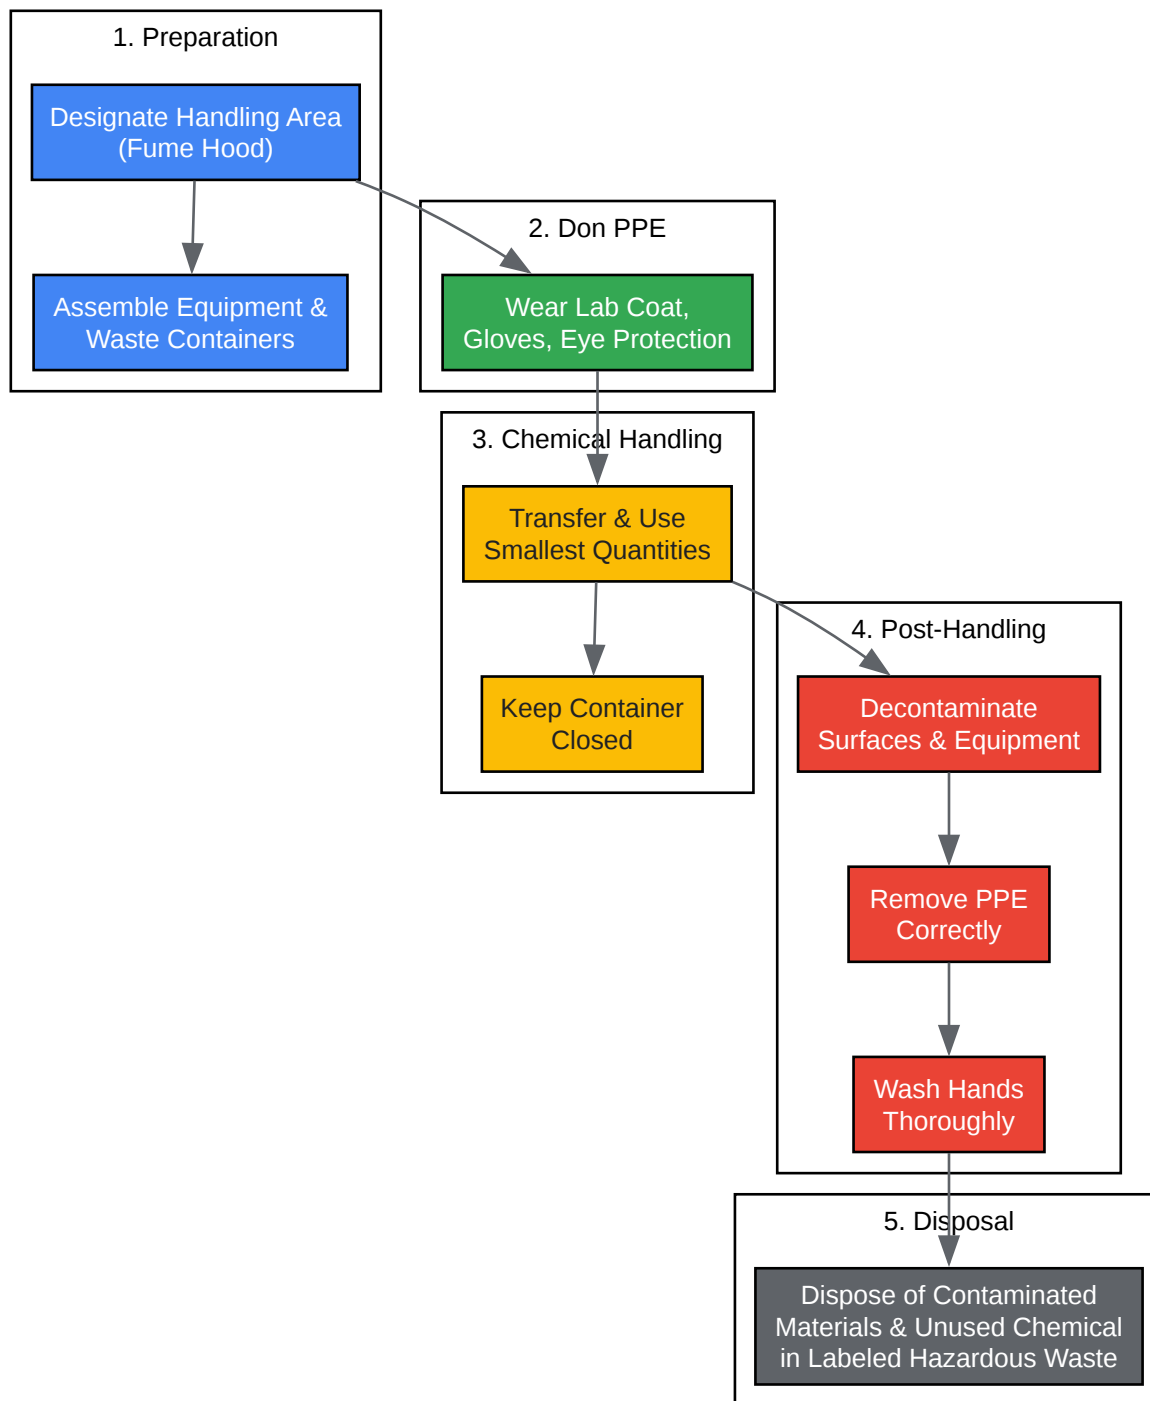 1. Preparation
Designate Handling Area
(Fume Hood)
Assemble Equipment &
Waste Containers
2. Don PPE
Wear Lab Coat,
Gloves, Eye Protection
3. Chemical Handling
Transfer & Use
Smallest Quantities
Keep Container
Closed
4. Post-Handling
Decontaminate
Surfaces & Equipment
Remove PPE
Correctly
Wash Hands
Thoroughly
5. Disposal
Dispose of Contaminated
Materials & Unused Chemical
in Labeled Hazardous Waste